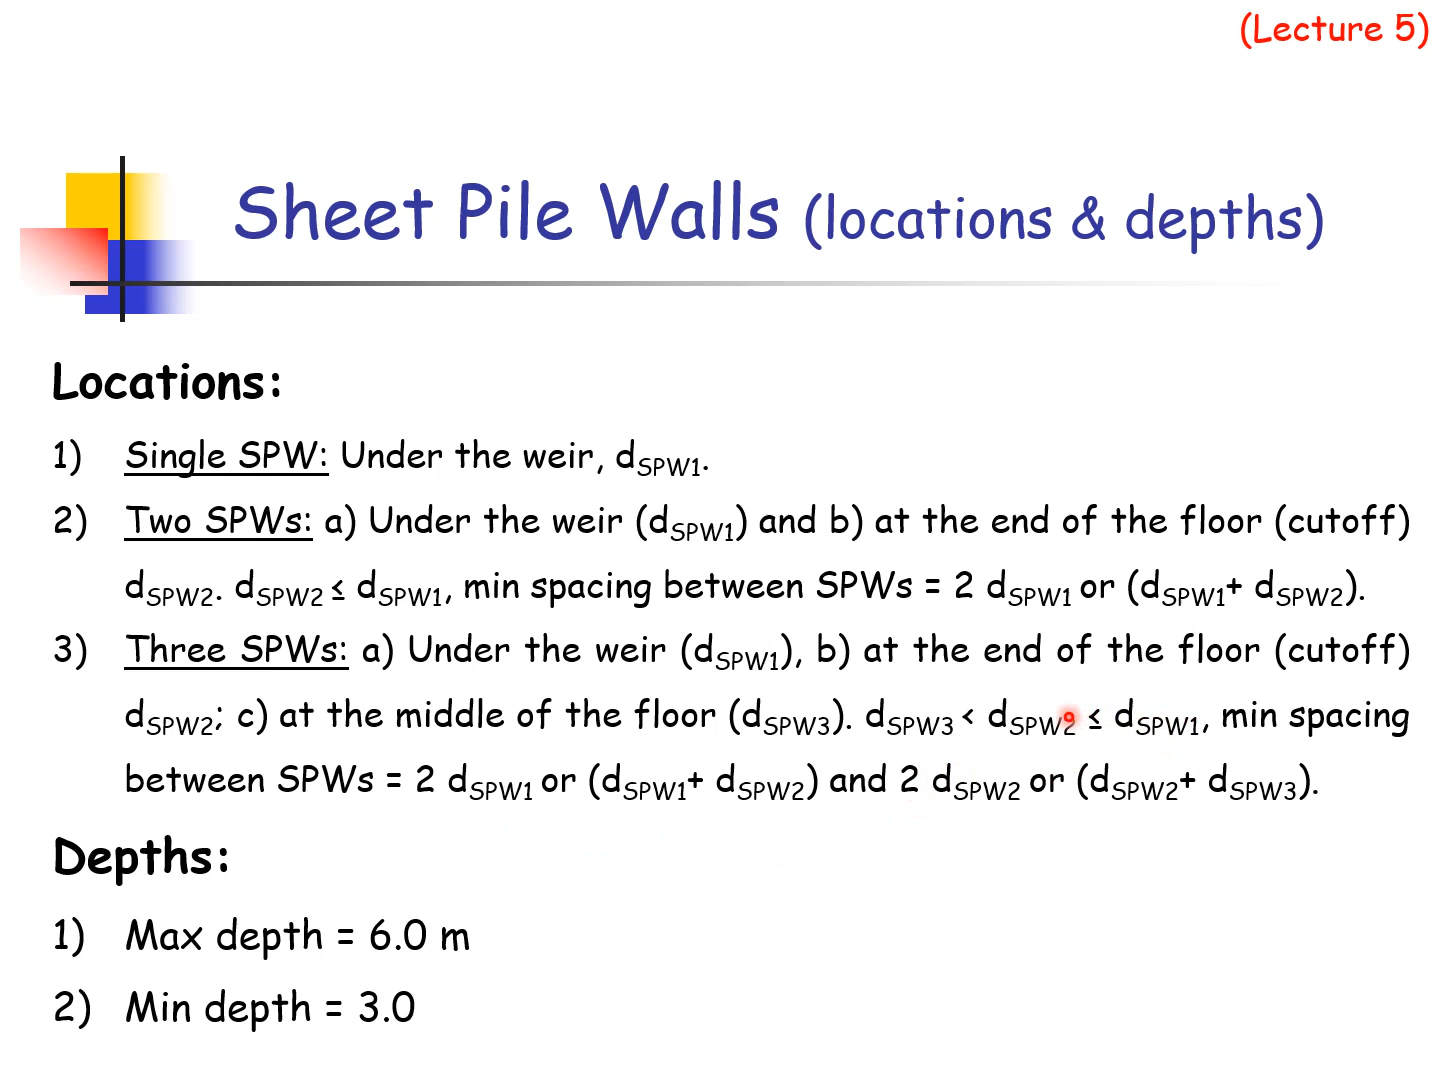 (Lecture 5)
Sheet Pile Walls (locations & depths)
Locations:
1) Single SPW: Under the weir, dSPW1.
2) Two SPWs: a) Under the weir (dSPW1) and b) at the end of the floor (cutoff)
dSPW2. dSPW2 ≤ dSPW1, min spacing between SPWs = 2 dSPW1 or (dSPW1+ dSPW2).
3) Three SPWs: a) Under the weir (dSPW1), b) at the end of the floor (cutoff)
dSPW2; c) at the middle of the floor (dSPW3). dSPW3 < dSPW2 ≤ dSPW1, min spacing
between SPWs = 2 dSPW1 or (dSPW1+ dSPW2) and 2 dSPW2 or (dSPW2+ dSPW3).
Depths:
1) Max depth = 6.0 m
2) Min depth = 3.0